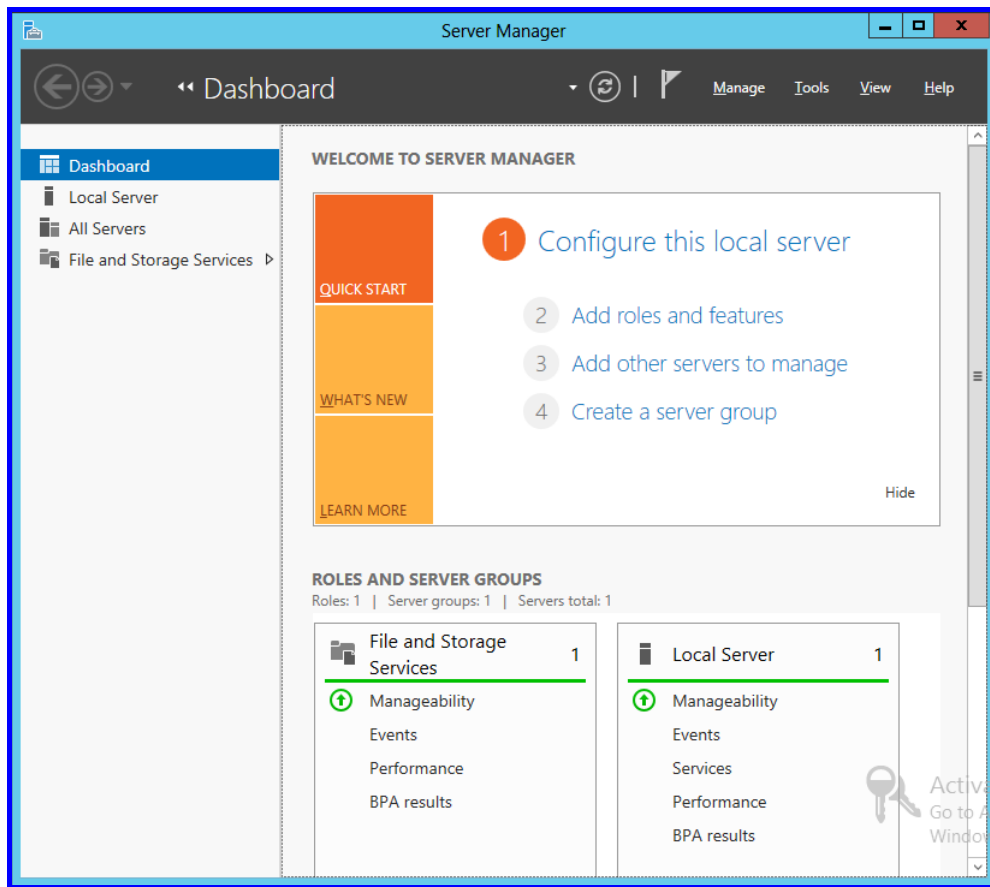 Server Manager
Dashboard
Manage Tools View Help
Dashboard
Local Server
All Servers
File and Storage Services
WELCOME TO SERVER MANAGER
QUICK START
WHAT'S NEW
LEARN MORE
1 Configure this local server
2 Add roles and features
3 Add other servers to manage
4 Create a server group
Hide
ROLES AND SERVER GROUPS
Roles: 1 | Server groups: 1 | Servers total: 1
File and Storage
Services 1
Manageability
Events
Performance
BPA results
Local Server 1
Manageability
Events
Services
Performance
BPA results
Go to